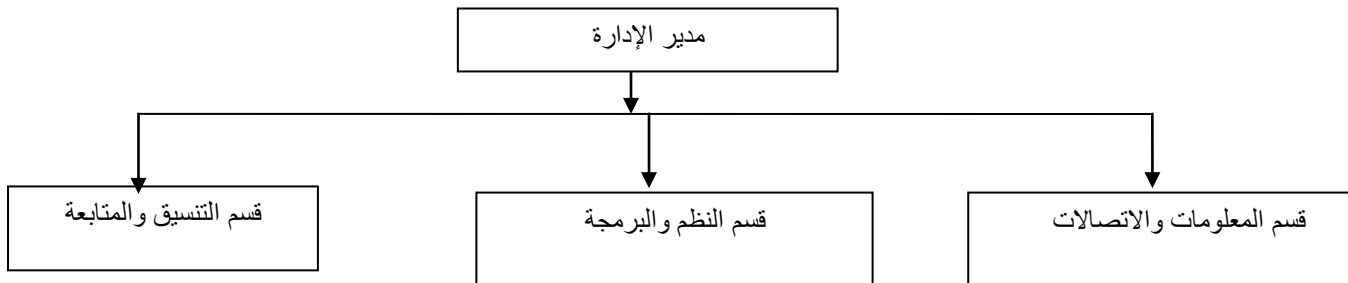 مدير الإدارة
قسم المعلومات والاتصالات
قسم النظم والبرمجة
قسم التنسيق والمتابعة